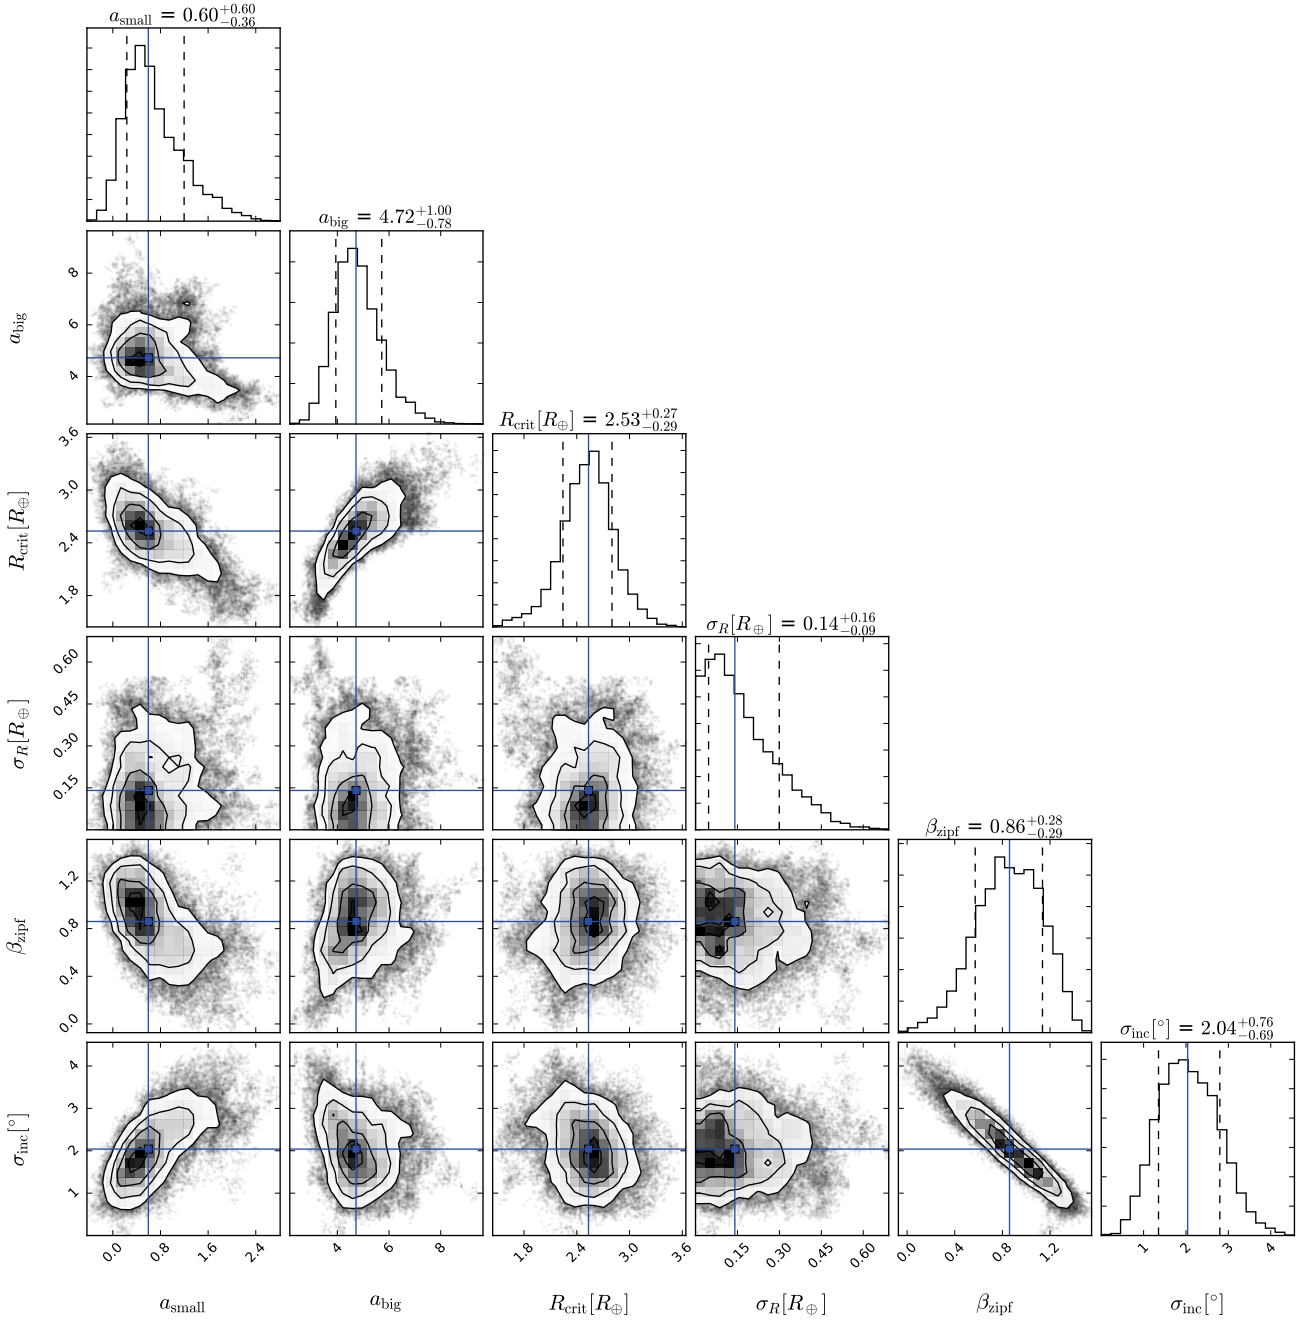 a_small = 0.60 +0.60 −0.36
a_big = 4.72 +1.00 −0.78
8
6
4
a_big
R_crit[R_⊕] = 2.53 +0.27 −0.29
3.6
3.0
2.4
1.8
R_crit[R_⊕]
σ_R[R_⊕] = 0.14 +0.16 −0.09
0.60
0.45
0.30
0.15
σ_R[R_⊕]
β_zipf = 0.86 +0.28 −0.29
1.2
0.8
0.4
0.0
β_zipf
σ_inc[°] = 2.04 +0.76 −0.69
4
3
2
1
σ_inc[°]
0.0 0.8 1.6 2.4 4 6 8 1.8 2.4 3.0 3.6 0.15 0.30 0.45 0.60 0.0 0.4 0.8 1.2 1 2 3 4
a_small a_big R_crit[R_⊕] σ_R[R_⊕] β_zipf σ_inc[°]